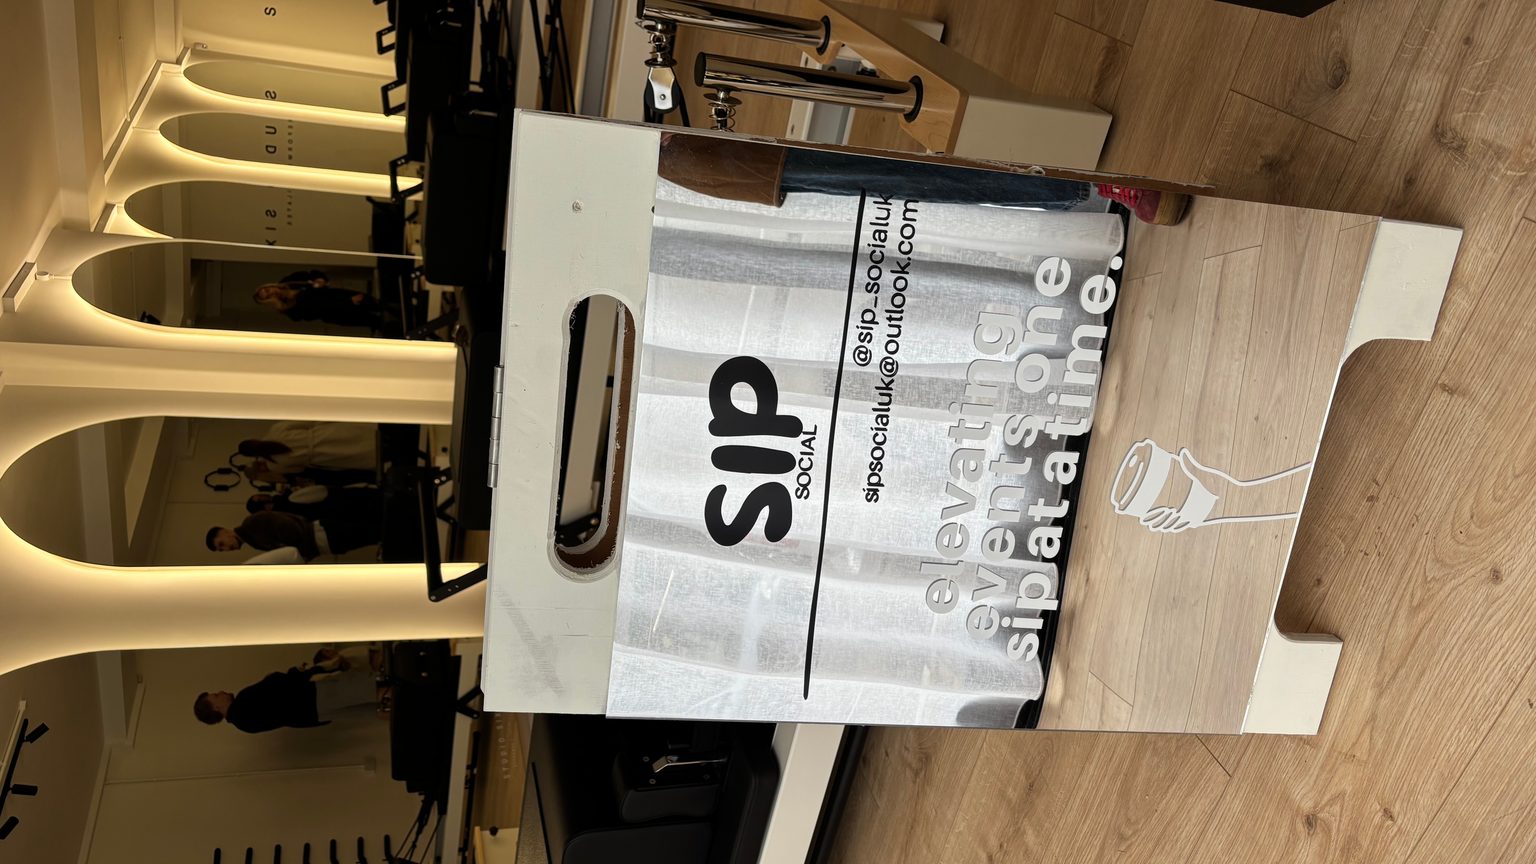 sip
SOCIAL
@sip_socialuk
sipsocialuk@outlook.com
elevating
events one
sip at a time.